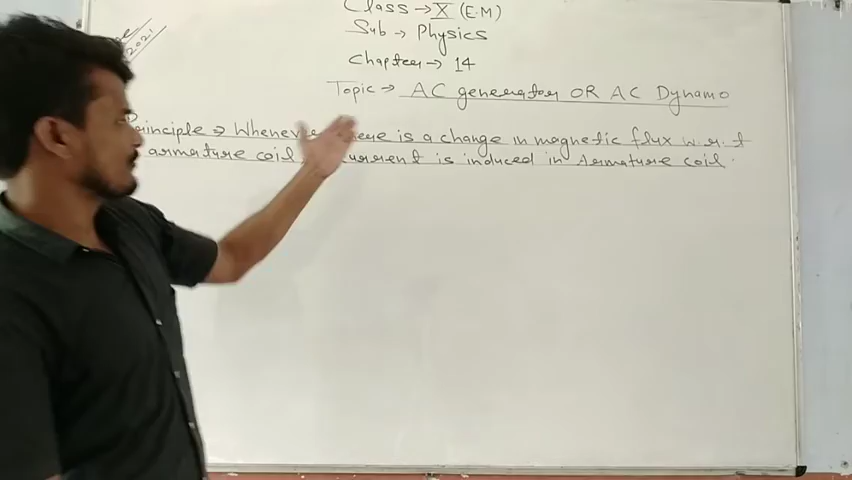 Class → X (E.M)
Sub → Physics
Chapter → 14
2021
Topic → AC generator OR AC Dynamo
Principle → Whenever there is a change in magnetic flux w.r.t
armature coil, current is induced in Armature coil.